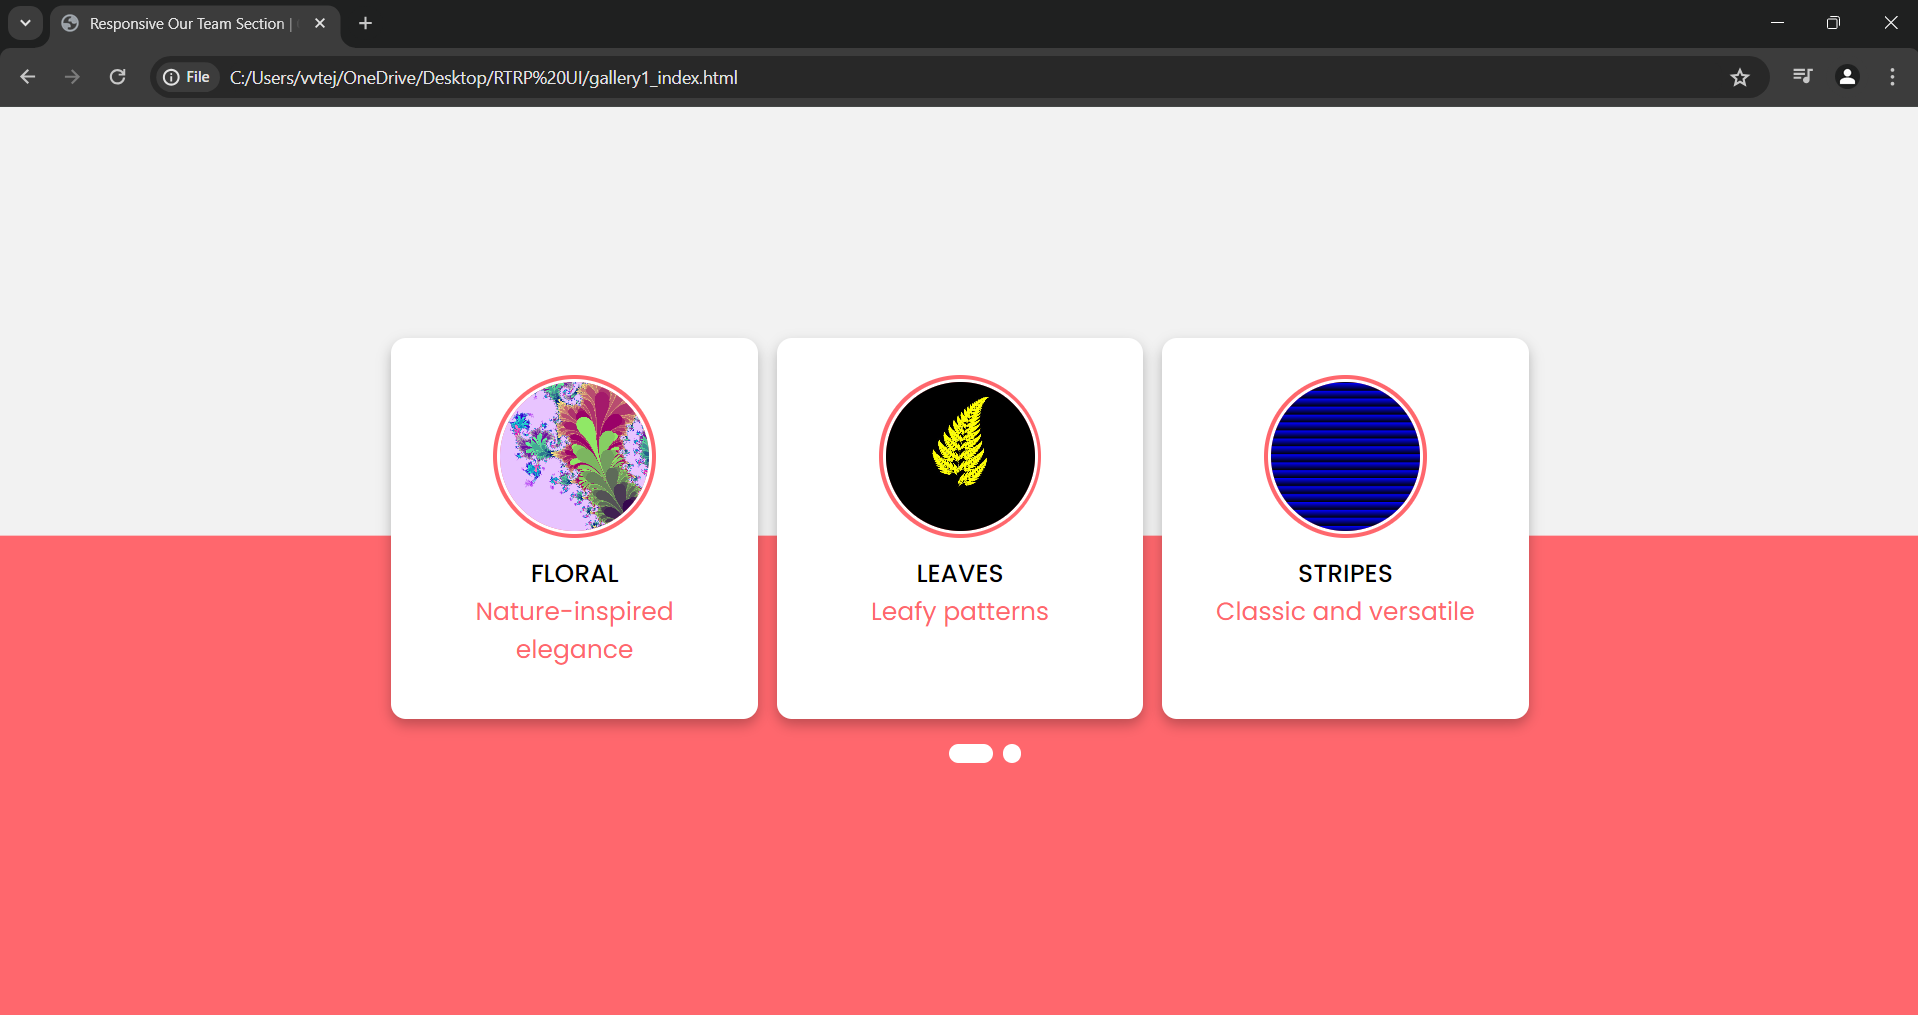 Responsive Our Team Section |
File
C:/Users/vvtej/OneDrive/Desktop/RTRP%20UI/gallery1_index.html
FLORAL
Nature-inspired
elegance
LEAVES
Leafy patterns
STRIPES
Classic and versatile